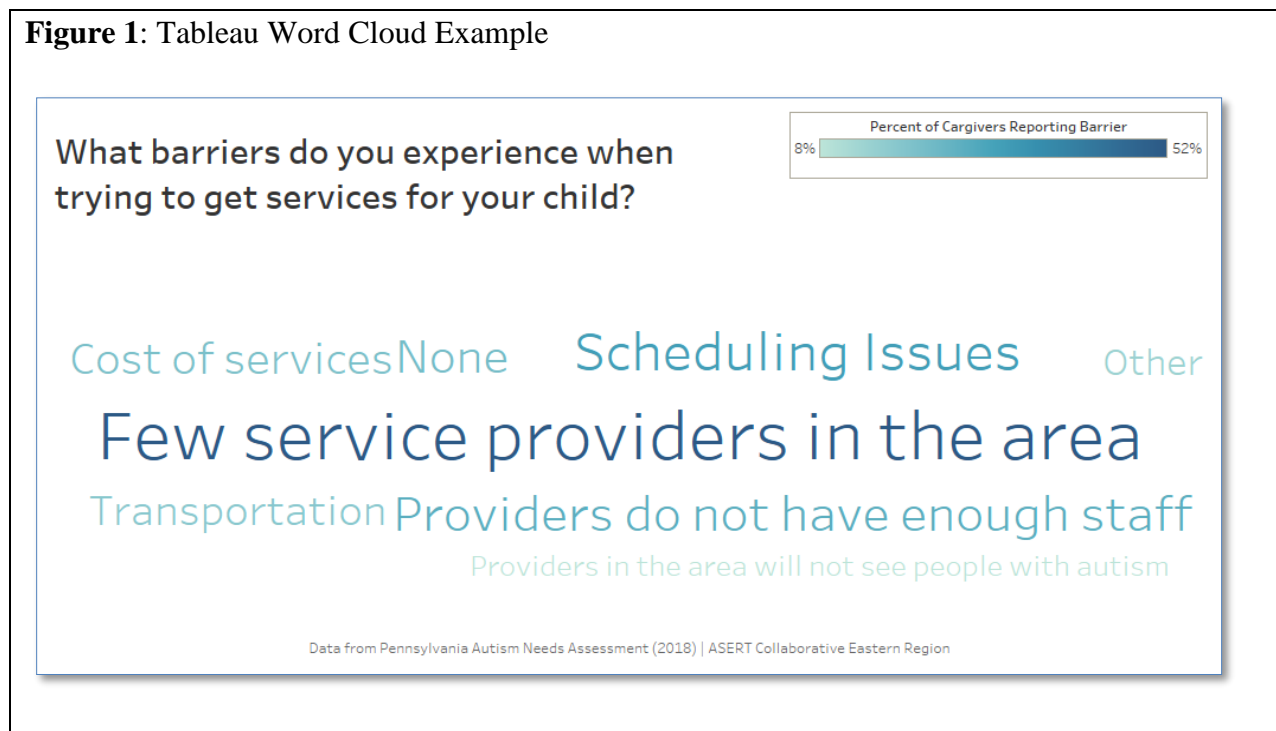 Figure 1: Tableau Word Cloud Example
What barriers do you experience when
trying to get services for your child?
Percent of Cargivers Reporting Barrier
8% 52%
Cost of services None Scheduling Issues Other
Few service providers in the area
Transportation Providers do not have enough staff
Providers in the area will not see people with autism
Data from Pennsylvania Autism Needs Assessment (2018) | ASERT Collaborative Eastern Region